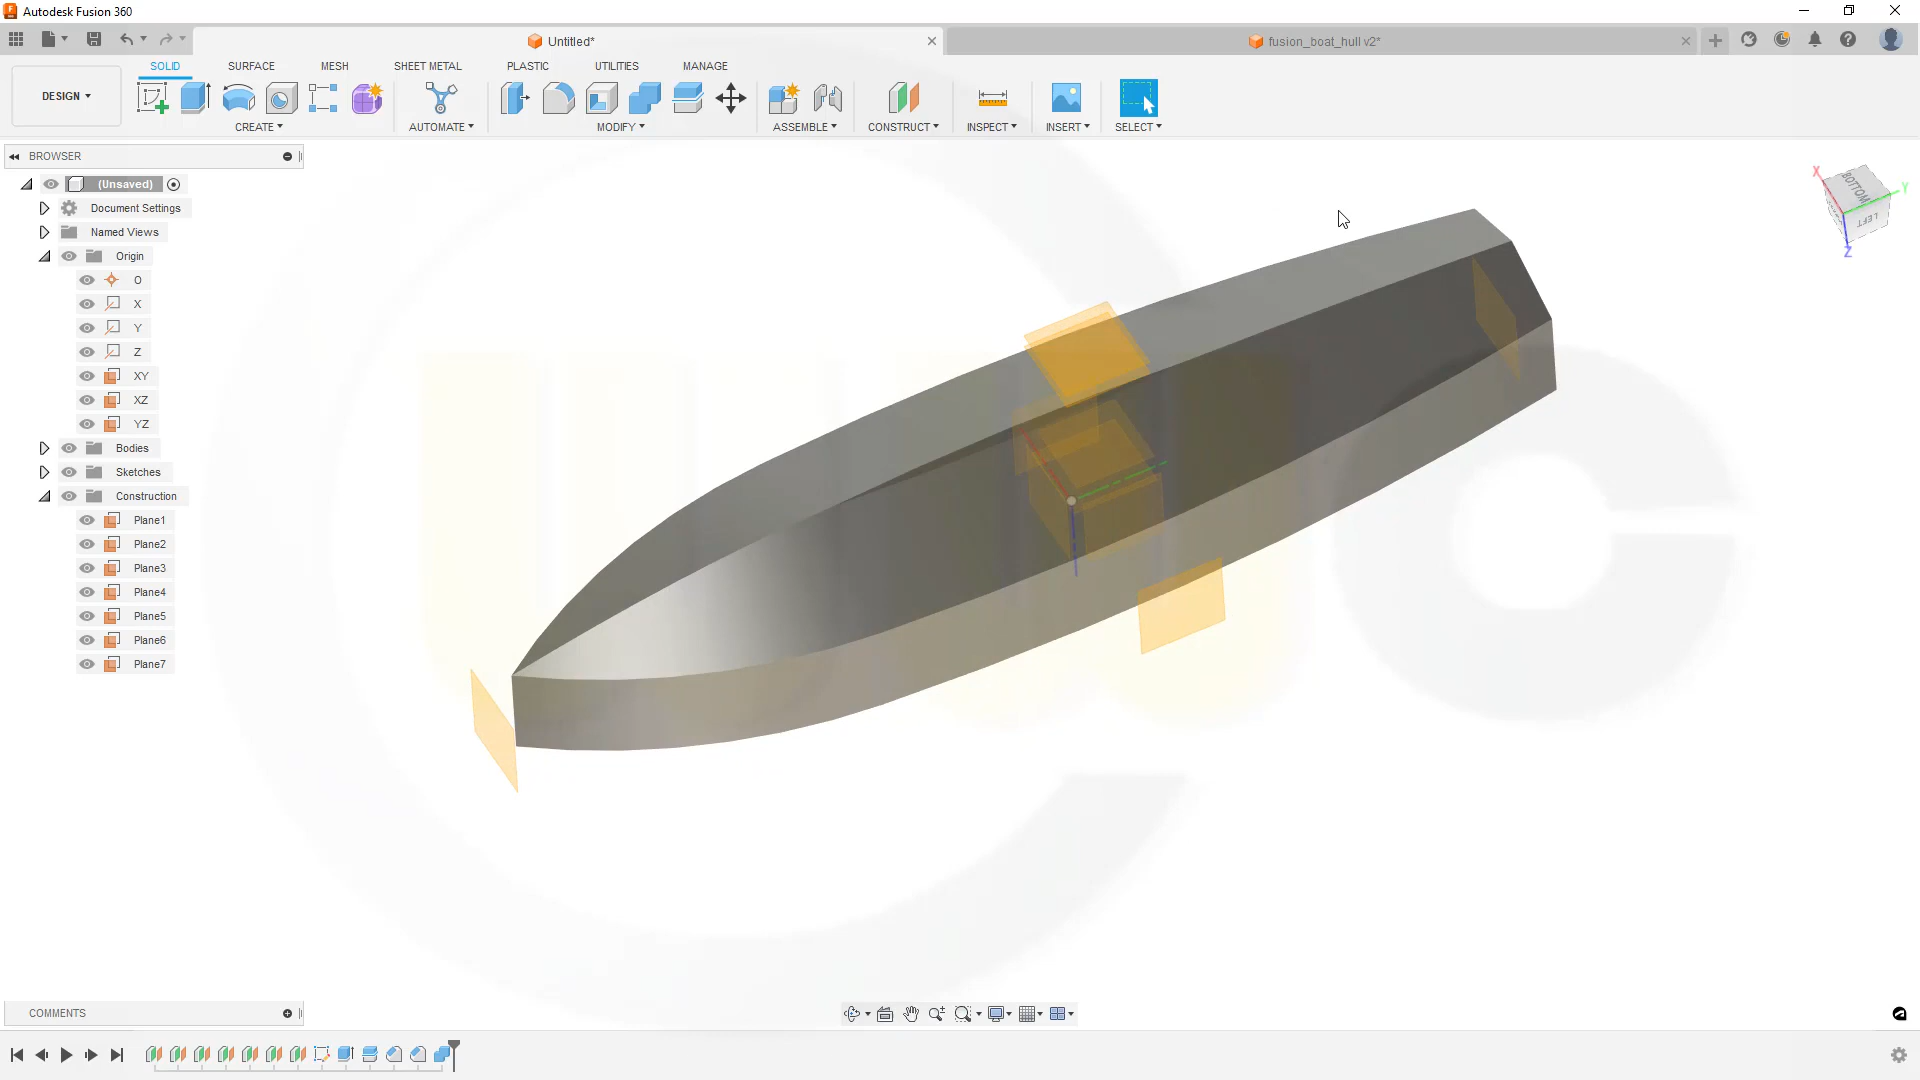 Autodesk Fusion 360
Untitled*
fusion_boat_hull v2*
DESIGN
SOLID
SURFACE
MESH
SHEET METAL
PLASTIC
UTILITIES
MANAGE
CREATE
AUTOMATE
MODIFY
ASSEMBLE
CONSTRUCT
INSPECT
INSERT
SELECT
BROWSER
(Unsaved)
Document Settings
Named Views
Origin
O
X
Y
Z
XY
XZ
YZ
Bodies
Sketches
Construction
Plane1
Plane2
Plane3
Plane4
Plane5
Plane6
Plane7
X
Y
Z
BOTTOM
LEFT
COMMENTS